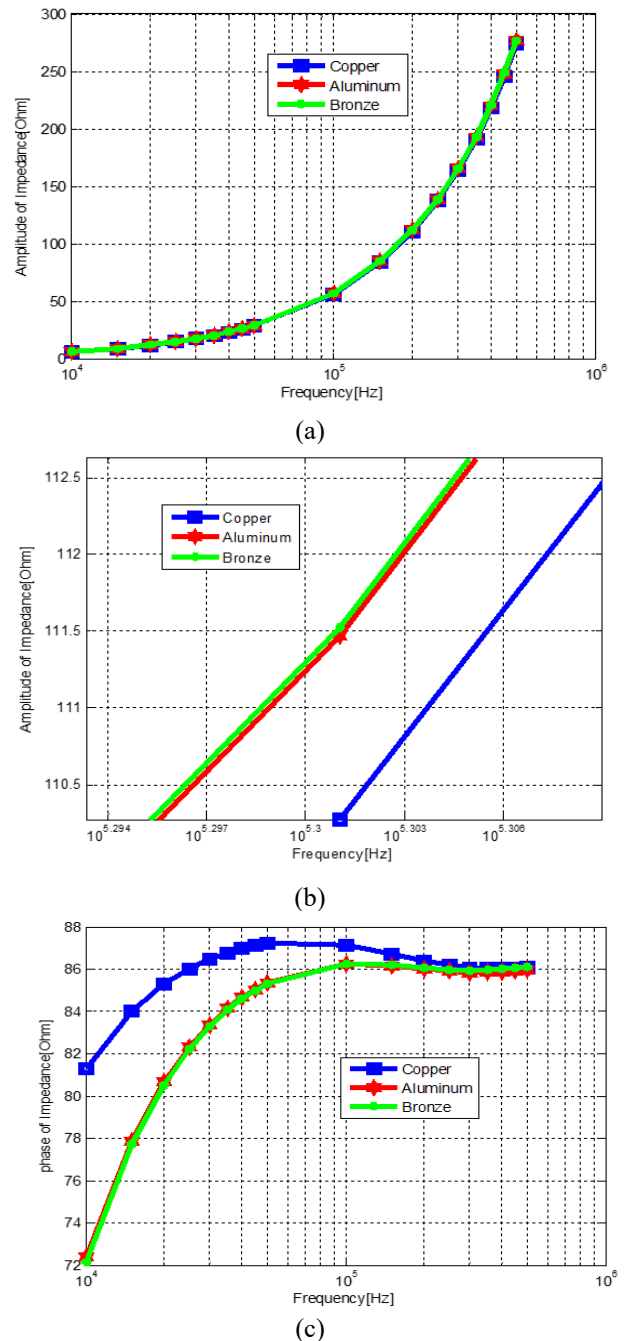 300
250
200
150
100
50
0
Amplitude of Impedance[Ohm]
Copper
Aluminum
Bronze
10^4
10^5
10^6
Frequency[Hz]
(a)
112.5
112
111.5
111
110.5
Amplitude of Impedance[Ohm]
Copper
Aluminum
Bronze
10^5.294
10^5.297
10^5.3
10^5.303
10^5.306
Frequency[Hz]
(b)
88
86
84
82
80
78
76
74
72
phase of Impedance[Ohm]
Copper
Aluminum
Bronze
10^4
10^5
10^6
Frequency[Hz]
(c)